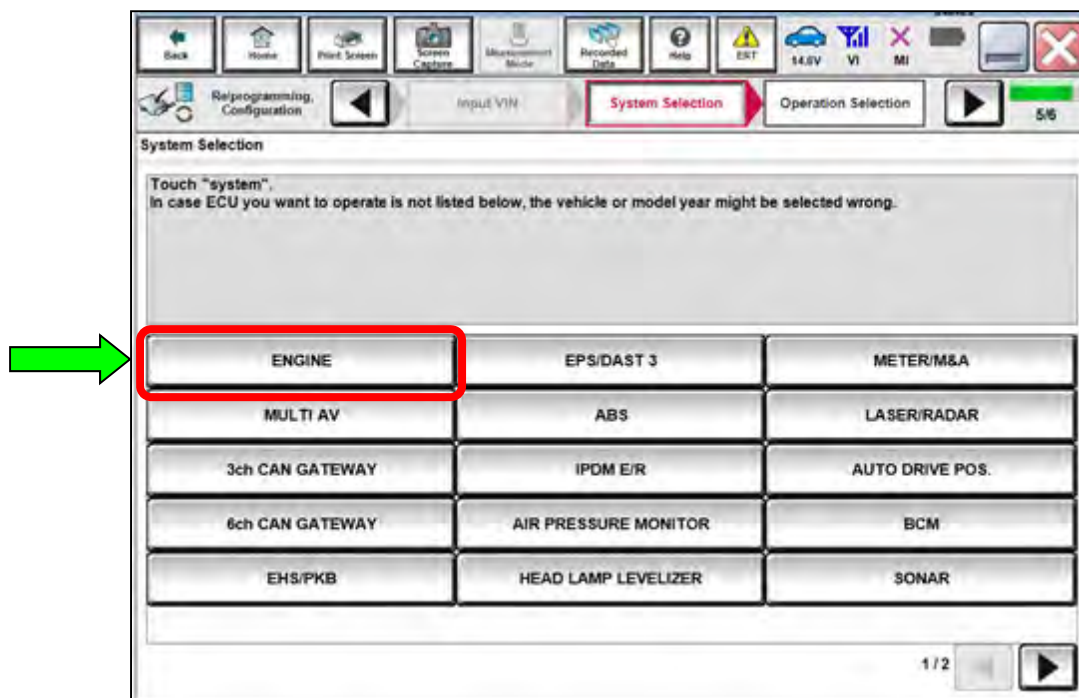 Back
Home
Print Screen
Screen Capture
Measurement Mode
Recorded Data
Help
ERT
14.6V
VI
MI
Re/programming, Configuration
Input VIN
System Selection
Operation Selection
5/6
System Selection
Touch "system".
In case ECU you want to operate is not listed below, the vehicle or model year might be selected wrong.
ENGINE
EPS/DAST 3
METER/M&A
MULTI AV
ABS
LASER/RADAR
3ch CAN GATEWAY
IPDM E/R
AUTO DRIVE POS.
6ch CAN GATEWAY
AIR PRESSURE MONITOR
BCM
EHS/PKB
HEAD LAMP LEVELIZER
SONAR
1/2